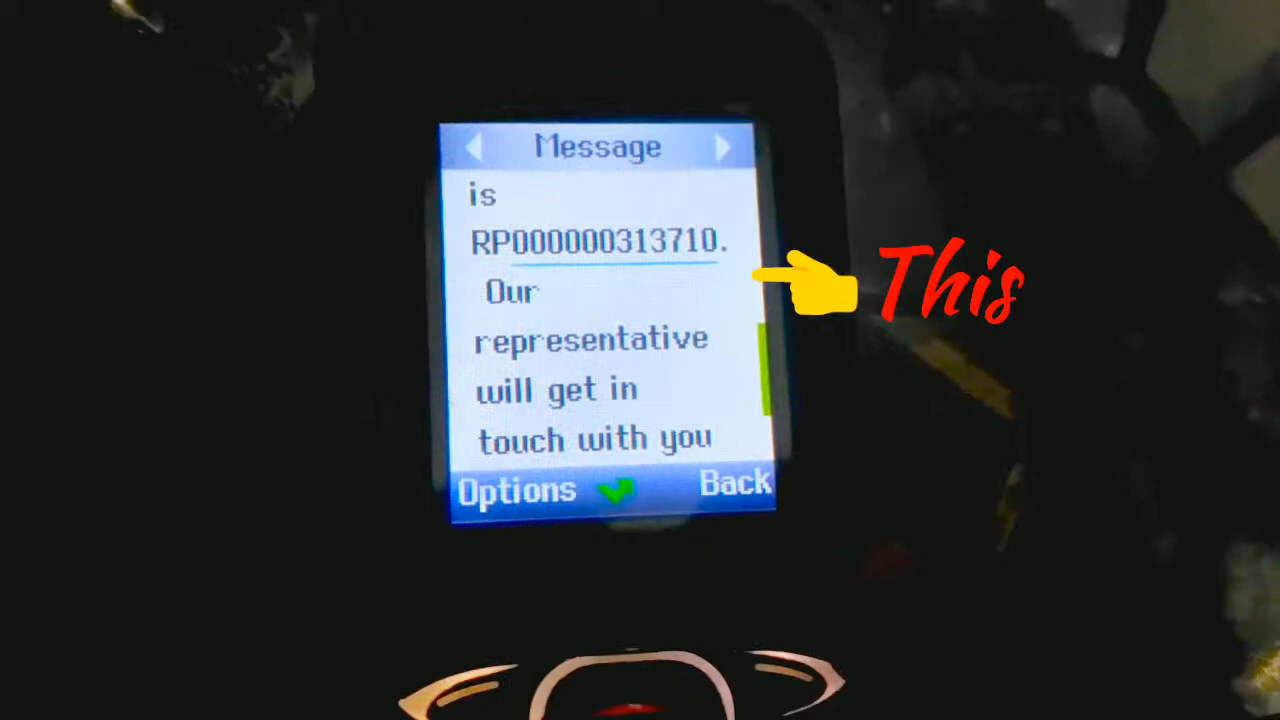 Message
is
RP000000313710.
Our
representative
will get in
touch with you
Options
Back
This